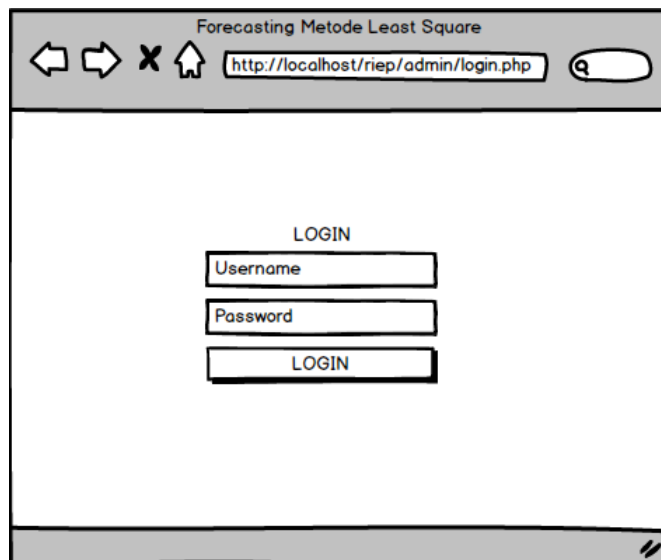 Forecasting Metode Least Square
http://localhost/riep/admin/login.php
LOGIN
Username
Password
LOGIN